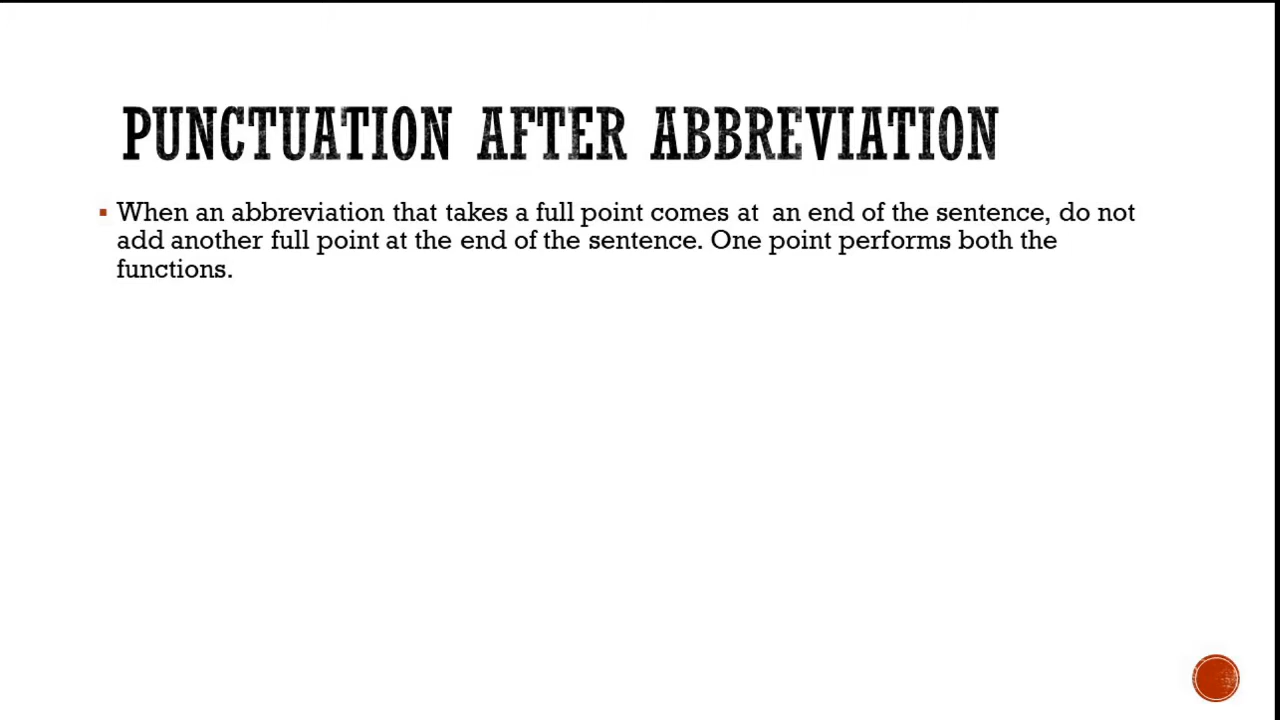 PUNCTUATION AFTER ABBREVIATION
▪ When an abbreviation that takes a full point comes at  an end of the sentence, do not
add another full point at the end of the sentence. One point performs both the
functions.